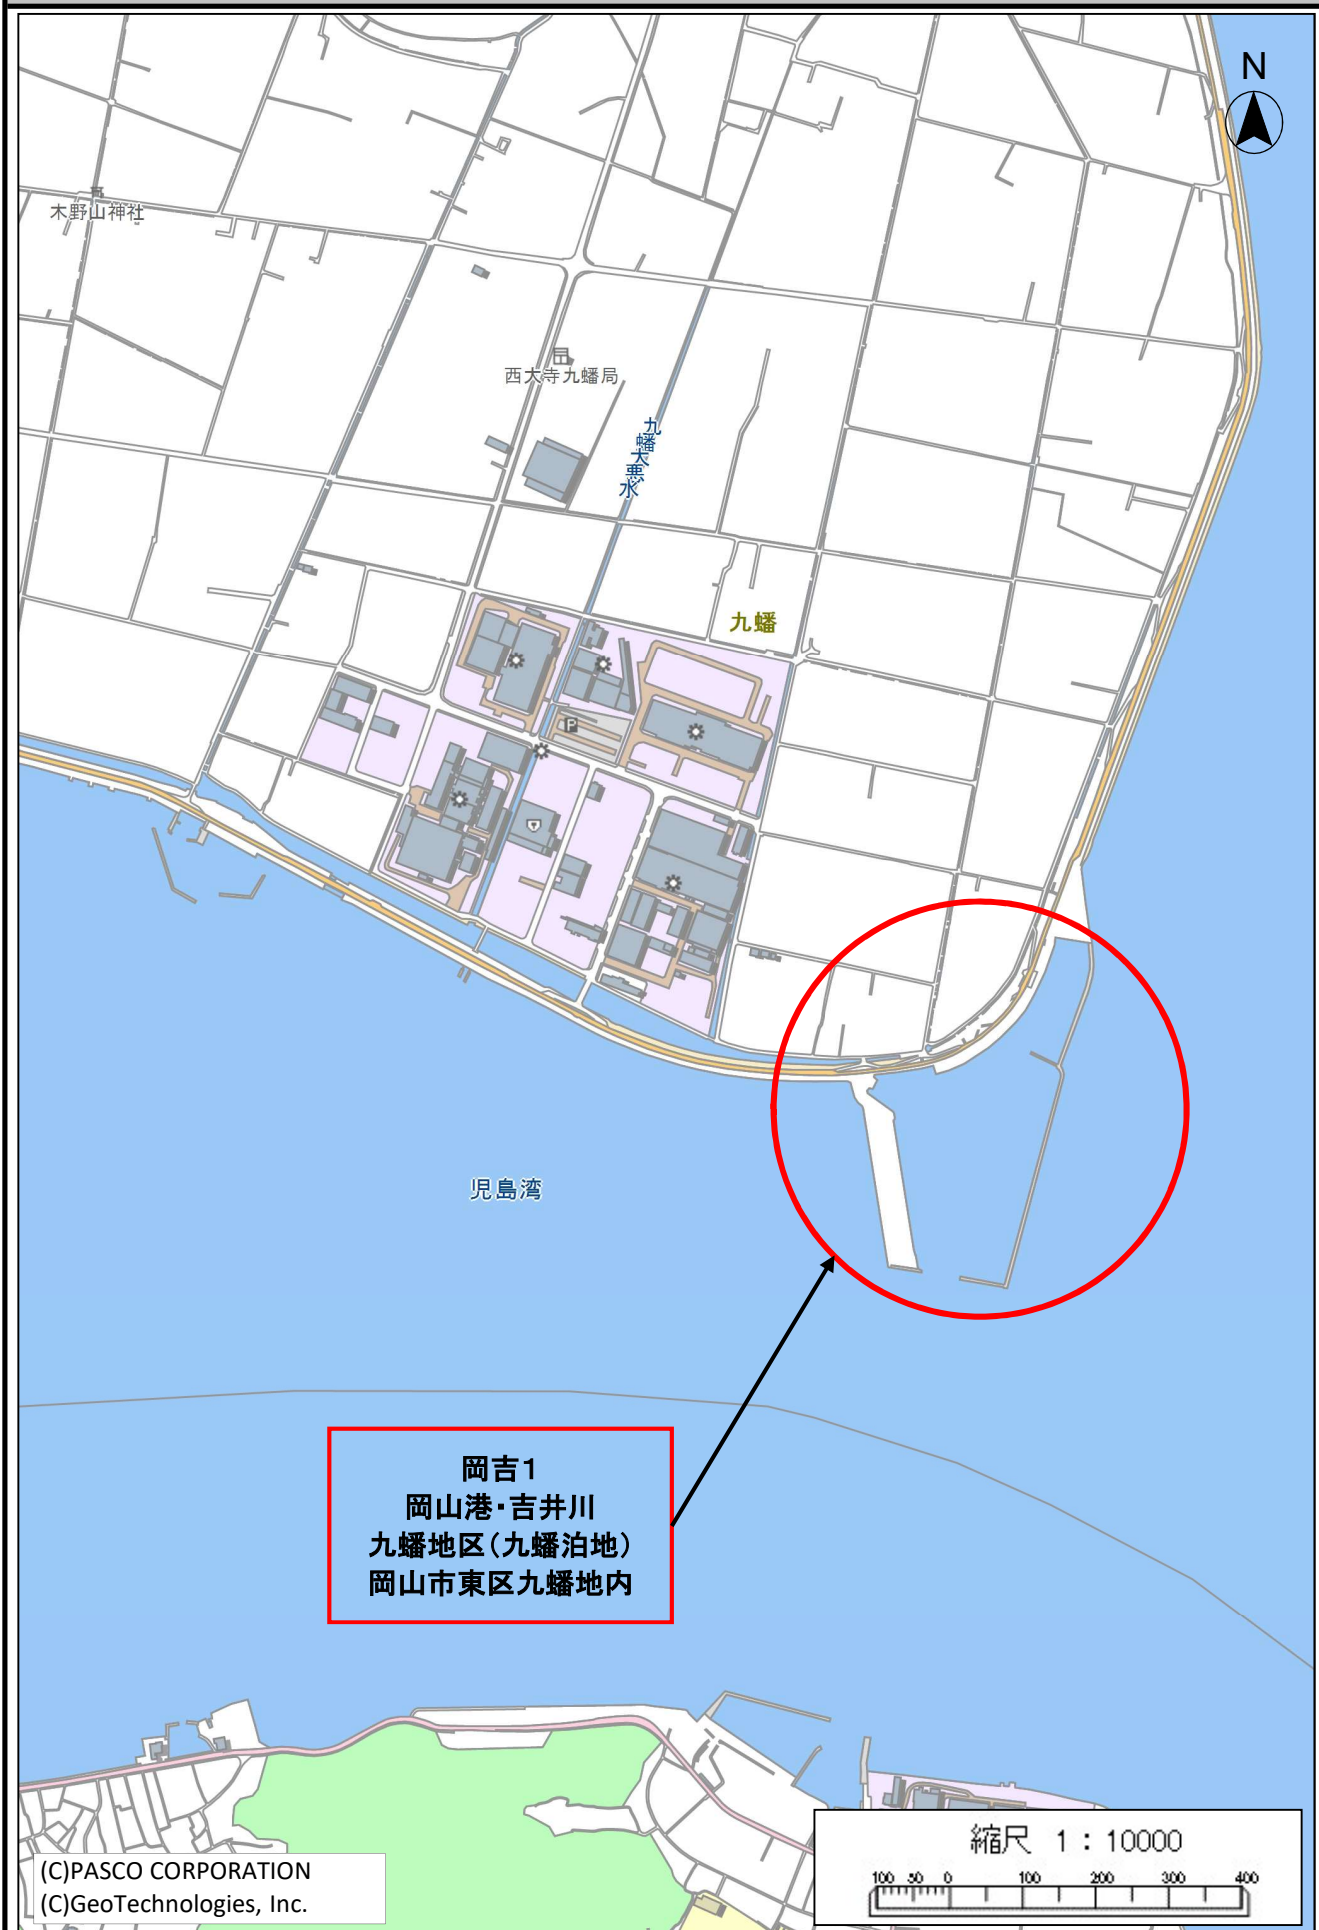 N
木野山神社
西大寺九蟠局
九蟠大悪水
九蟠
P
児島湾
岡吉1
岡山港・吉井川
九蟠地区(九蟠泊地)
岡山市東区九蟠地内
縮尺 1:10000
100 50 0 100 200 300 400
(C)PASCO CORPORATION
(C)GeoTechnologies, Inc.